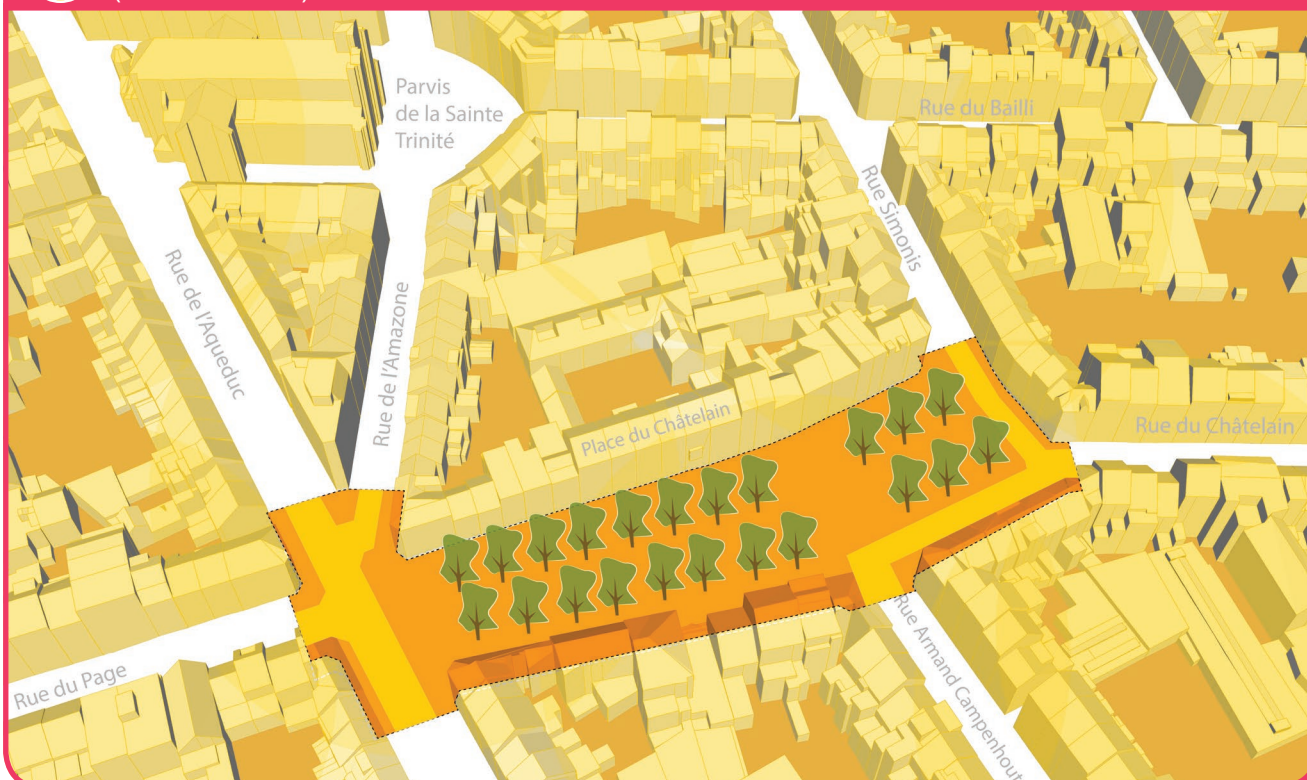 Parvis
de la Sainte
Trinité
Rue du Bailli
Rue Simonis
Rue de l'Aqueduc
Rue de l'Amazone
Place du Châtelain
Rue du Châtelain
Rue Armand Campenhout
Rue du Page